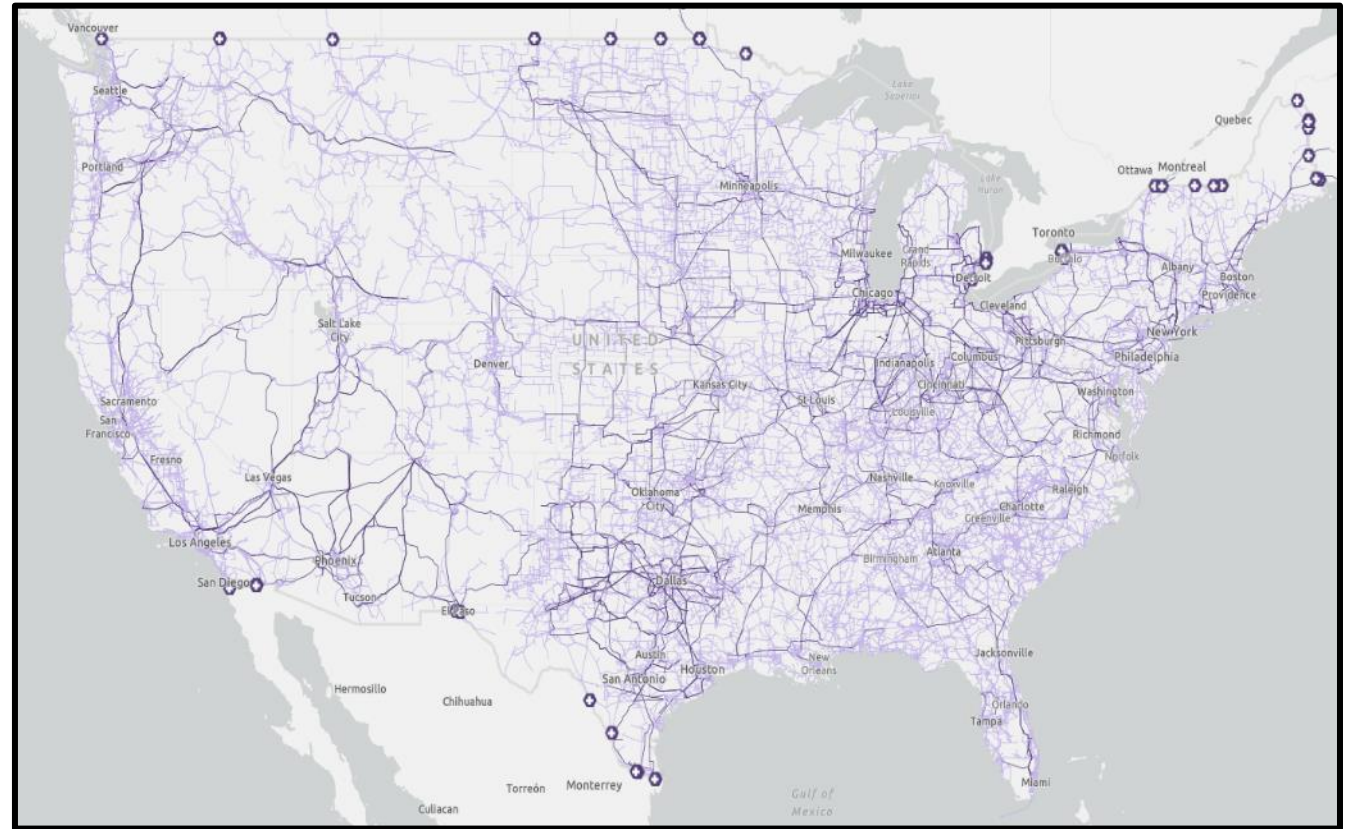 Vancouver
Seattle
Portland
Lake
Superior
Quebec
Ottawa
Montreal
Lake
Huron
Minneapolis
Toronto
Milwaukee
Grand
Rapids
Buffalo
Detroit
Albany
Boston
Providence
Chicago
Cleveland
New York
Salt Lake
City
UNITED
STATES
Denver
Pittsburgh
Philadelphia
Indianapolis
Columbus
Kansas City
Cincinnati
Washington
Sacramento
St Louis
Louisville
San
Francisco
Richmond
Norfolk
Fresno
Las Vegas
Nashville
Knoxville
Raleigh
Oklahoma
City
Memphis
Charlotte
Greenville
Los Angeles
Phoenix
Birmingham
Atlanta
San Diego
Tucson
Dallas
El Paso
Austin
Houston
New
Orleans
Jacksonville
San Antonio
Hermosillo
Chihuahua
Orlando
Tampa
Torreón
Monterrey
Miami
Gulf of
Mexico
Culiacan